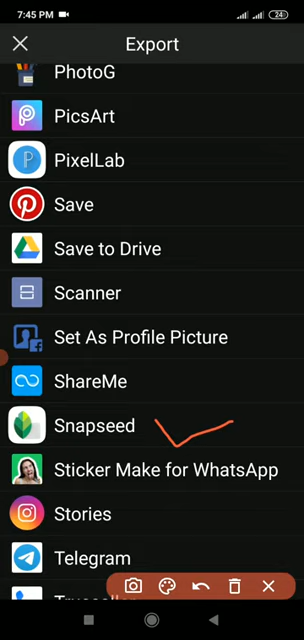 7:45 PM
24
Export
PhotoG
PicsArt
PixelLab
Save
Save to Drive
Scanner
Set As Profile Picture
ShareMe
Snapseed
Sticker Make for WhatsApp
Stories
Telegram